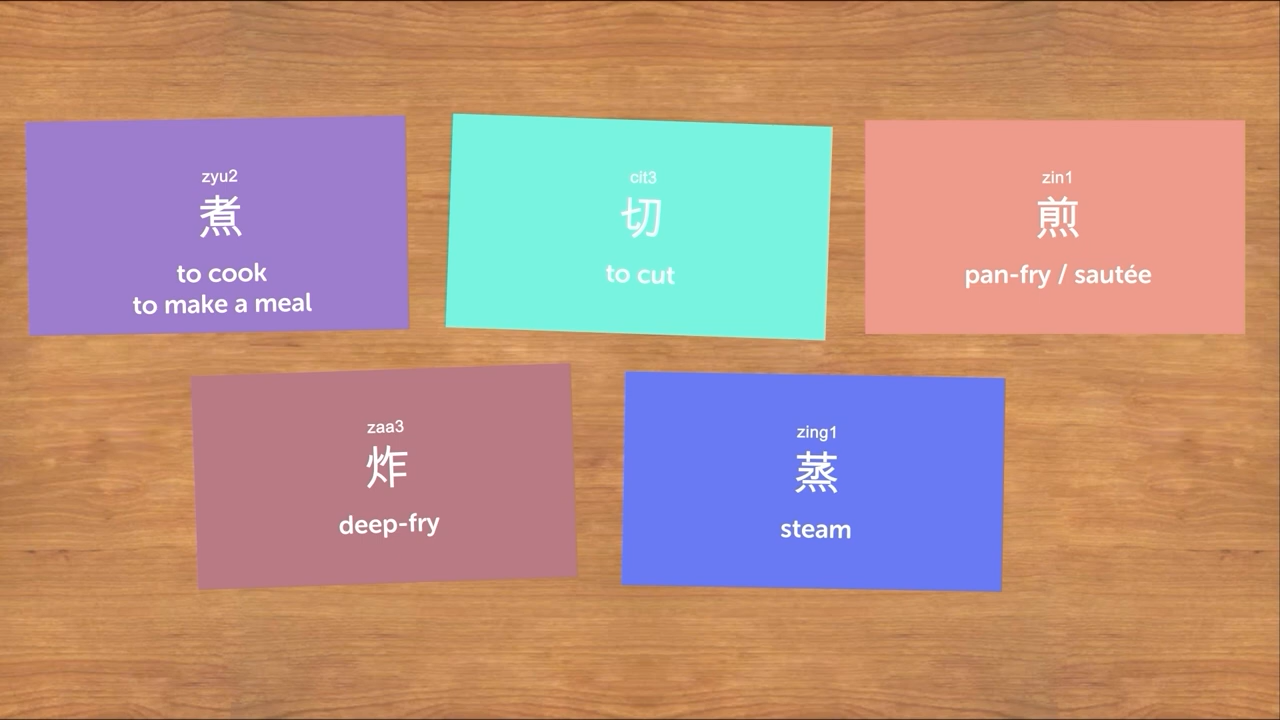 zyu2
煮
to cook
to make a meal
cit3
切
to cut
zin1
煎
pan-fry / sautée
zaa3
炸
deep-fry
zing1
蒸
steam